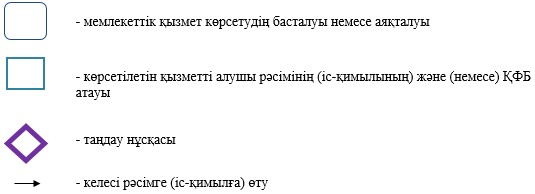 - мемлекеттік қызмет көрсетудің басталуы немесе аяқталуы
- көрсетілетін қызметті алушы рәсімінің (іс-қимылының) және (немесе) ҚФБ
атауы
- таңдау нұсқасы
- келесі рәсімге (іс-қимылға) өту